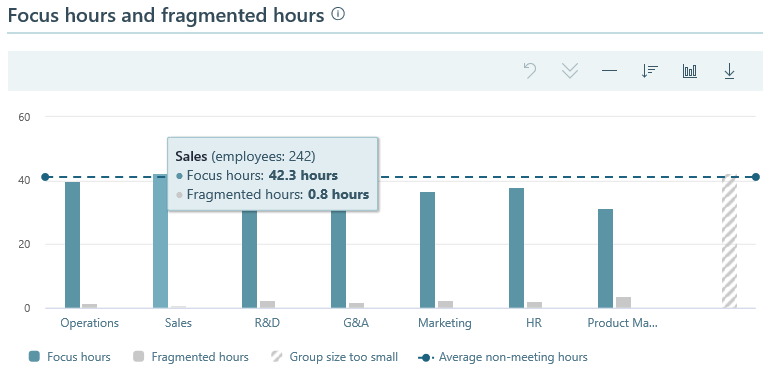 Focus hours and fragmented hours
60
Sales (employees: 242)
Focus hours: 42.3 hours
Fragmented hours: 0.8 hours
40
20
0
Operations Sales R&D G&A Marketing HR Product Ma...
Focus hours Fragmented hours Group size too small Average non-meeting hours